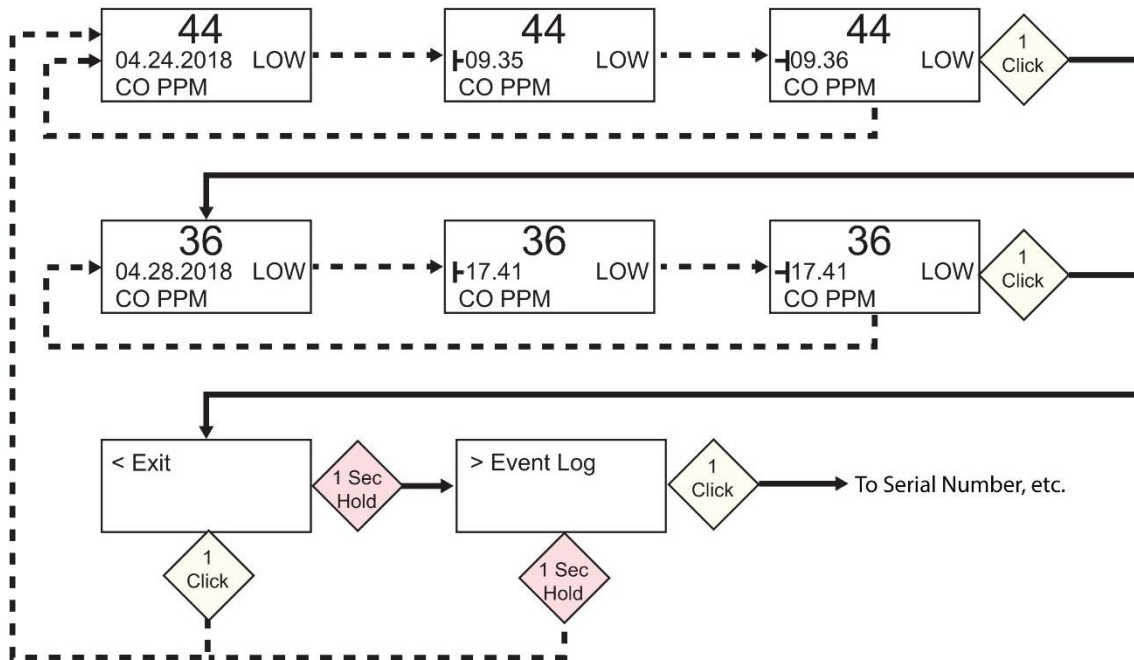 44
04.24.2018 LOW
CO PPM
44
09.35 LOW
CO PPM
44
09.36 LOW
CO PPM
1
Click
36
04.28.2018 LOW
CO PPM
36
17.41 LOW
CO PPM
36
17.41 LOW
CO PPM
1
Click
< Exit
1 Sec
Hold
> Event Log
1
Click
To Serial Number, etc.
1
Click
1 Sec
Hold